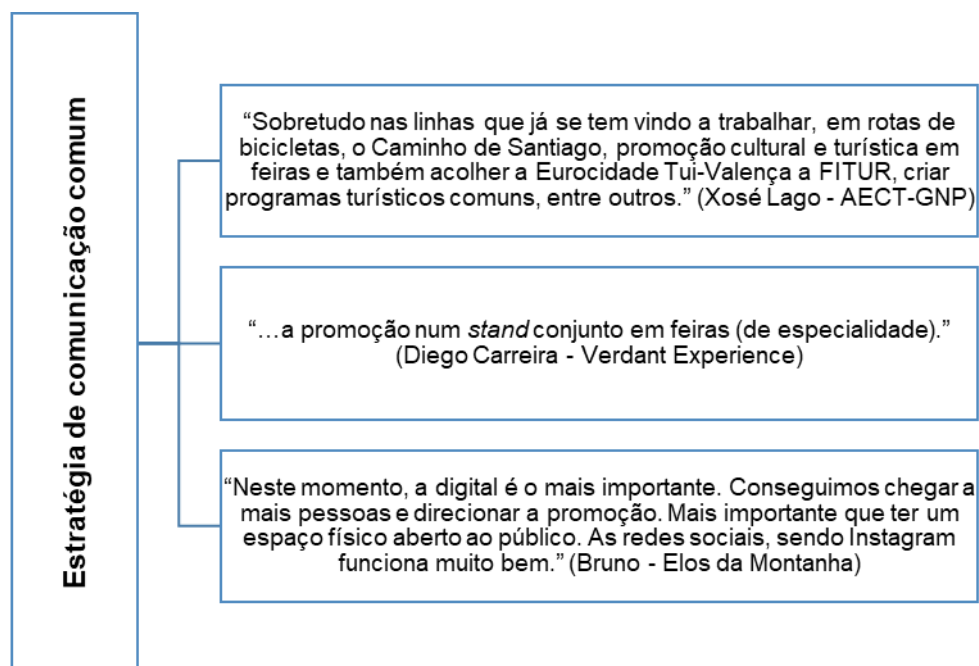 Estratégia de comunicação comum
“Sobretudo nas linhas que já se tem vindo a trabalhar, em rotas de
bicicletas, o Caminho de Santiago, promoção cultural e turística em
feiras e também acolher a Eurocidade Tui-Valença a FITUR, criar
programas turísticos comuns, entre outros.” (Xosé Lago - AECT-GNP)
“…a promoção num stand conjunto em feiras (de especialidade).”
(Diego Carreira - Verdant Experience)
“Neste momento, a digital é o mais importante. Conseguimos chegar a
mais pessoas e direcionar a promoção. Mais importante que ter um
espaço físico aberto ao público. As redes sociais, sendo Instagram
funciona muito bem.” (Bruno - Elos da Montanha)